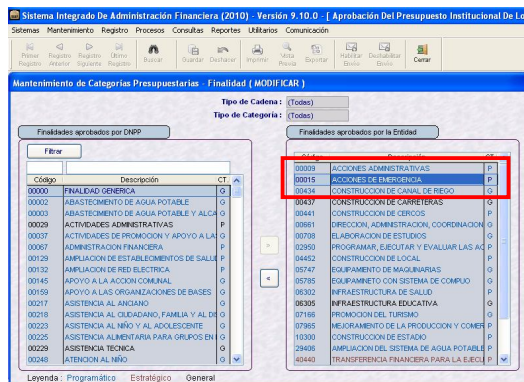 Sistema Integrado De Administración Financiera (2010) - Versión 9.10.0 - [ Aprobación Del Presupuesto Institucional De
Sistemas Mantenimiento Registro Procesos Consultas Reportes Utilitarios Comunicación
Primer Registro
Registro Anterior
Registro Siguiente
Último Registro
Buscar
Guardar
Deshacer
Imprimir
Vista Previa
Exportar
Habilitar Envío
Deshabilitar Envío
Cerrar
Mantenimiento de Categorias Presupuestarias - Finalidad ( MODIFICAR )
Tipo de Cadena : (Todas)
Tipo de Categoría : (Todas)
Finalidades aprobados por DNPP
Filtrar
Código Descripción CT.
00000 FINALIDAD GENERICA G
00002 ABASTECIMIENTO DE AGUA POTABLE G
00003 ABASTECIMIENTO DE AGUA POTABLE Y ALCA G
00029 ACTIVIDADES ADMINISTRATIVAS P
00037 ACTIVIDADES DE PROMOCION Y APOYO A LA G
00067 ADMINISTRACION FINANCIERA P
00129 AMPLIACION DE ESTABLECIMIENTOS DE SALU P
00132 AMPLIACION DE RED ELECTRICA P
00145 APOYO A LA ACCION COMUNAL G
00159 APOYO A LAS ORGANIZACIONES DE BASES G
00217 ASISTENCIA AL ANCIANO G
00218 ASISTENCIA AL CIUDADANO, FAMILIA Y AL DE G
00223 ASISTENCIA AL NIÑO Y AL ADOLESCENTE G
00225 ASISTENCIA ALIMENTARIA PARA GRUPOS EN G
00229 ASISTENCIA TECNICA G
00248 ATENCION AL NIÑO G
Finalidades aprobados por la Entidad
Código Descripción CT
00009 ACCIONES ADMINISTRATIVAS P
00015 ACCIONES DE EMERGENCIA P
00434 CONSTRUCCION DE CANAL DE RIEGO G
00437 CONSTRUCCION DE CARRETERAS G
00441 CONSTRUCCION DE CERCOS P
00661 DIRECCION, ADMINISTRACION, COORDINACION G
00708 ELABORACION DE ESTUDIOS G
02950 PROGRAMAR, EJECUTAR Y EVALUAR LAS AC P
04452 CONSTRUCCION DE LOCAL P
05747 EQUIPAMIENTO DE MAQUINARIAS G
05785 EQUIPAMINETO CON SISTEMA DE COMPUO G
06302 INFRAESTRUCTURA DE SALUD P
06305 INFRAESTRUCTURA EDUCATIVA G
07166 PROMOCION DEL TURISMO G
07965 MEJORAMIENTO DE LA PRODUCCION Y COMER P
10300 CONSTRUCCION DE ESTADIO P
29406 AMPLIACION DEL SISTEMA DE AGUA POTABLE P
40440 TRANSFERENCIA FINANCIERA PARA LA EJECU P
Leyenda : Programático Estratégico General